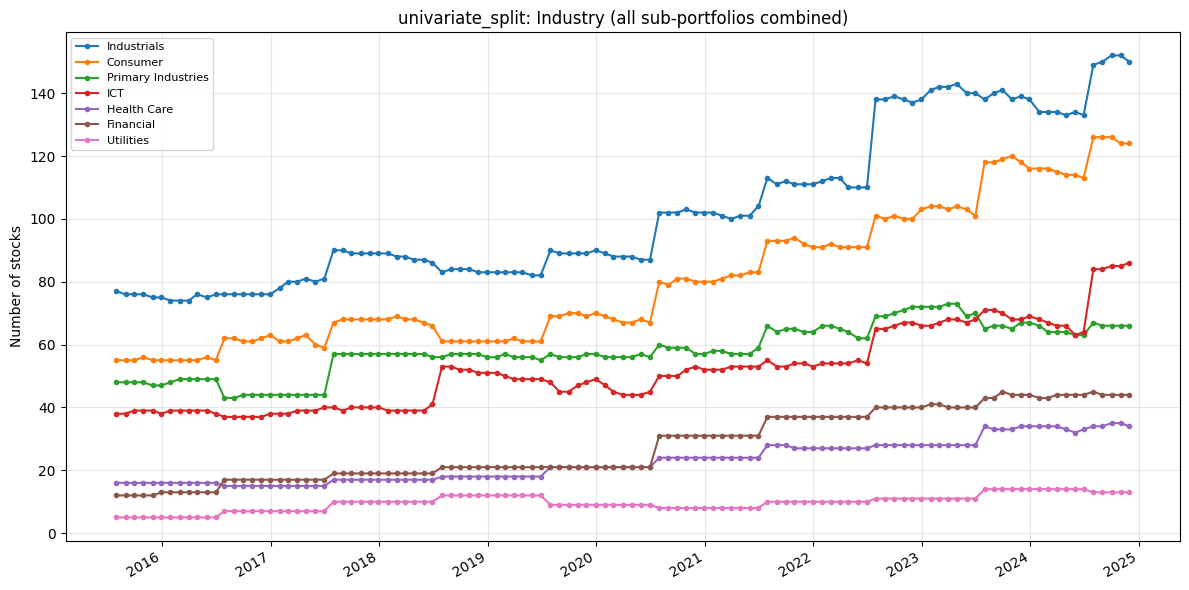 univariate_split: Industry (all sub-portfolios combined)
Industrials
Consumer
Primary Industries
ICT
Health Care
Financial
Utilities
Number of stocks
140
120
100
80
60
40
20
0
2016
2017
2018
2019
2020
2021
2022
2023
2024
2025